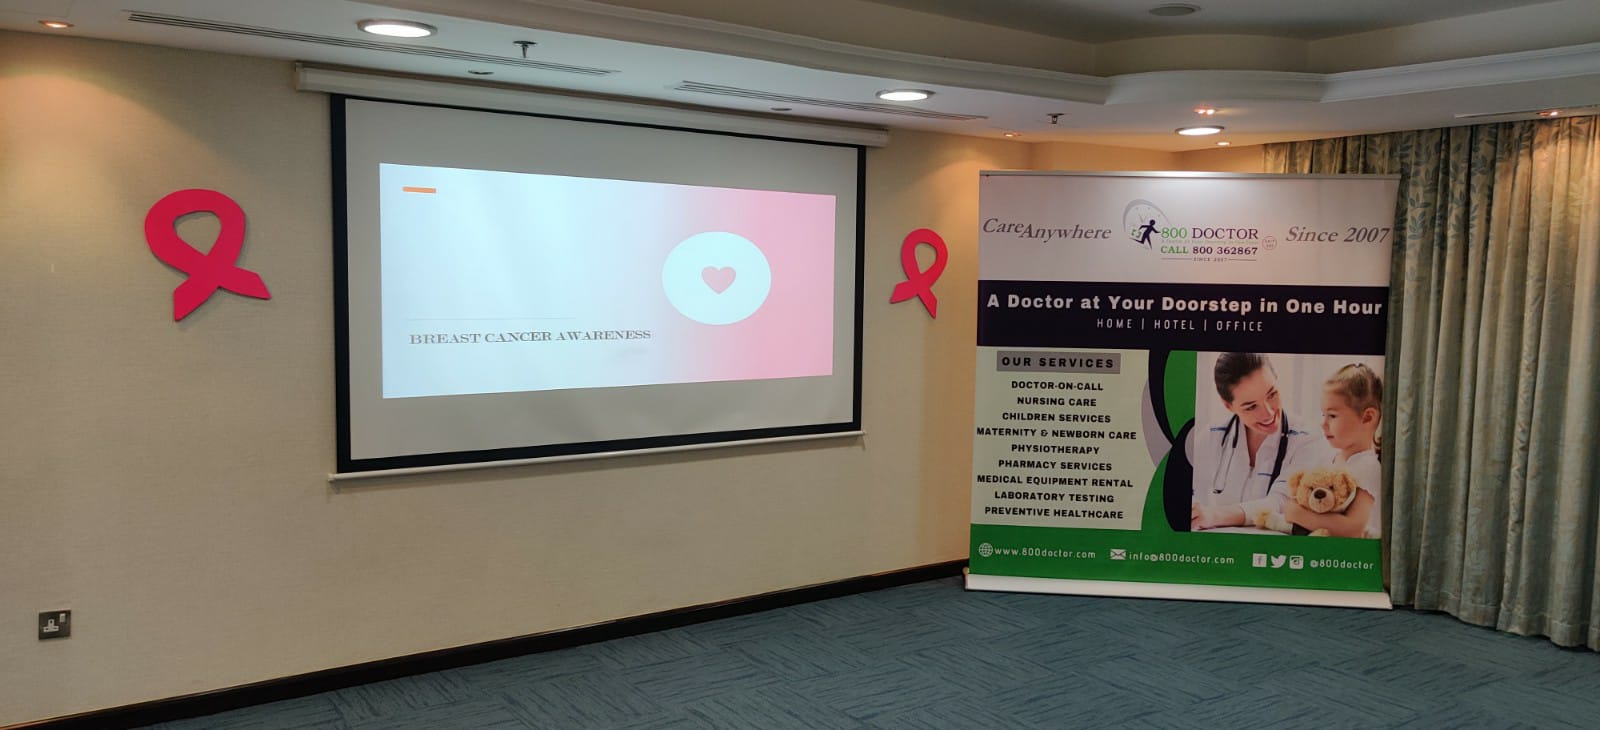 BREAST CANCER AWARENESS
CareAnywhere
800 DOCTOR
CALL 800 362867
SINCE 2007
Since 2007
A Doctor at Your Doorstep in One Hour
HOME | HOTEL | OFFICE
OUR SERVICES
DOCTOR-ON-CALL
NURSING CARE
CHILDREN SERVICES
MATERNITY & NEWBORN CARE
PHYSIOTHERAPY
PHARMACY SERVICES
MEDICAL EQUIPMENT RENTAL
LABORATORY TESTING
PREVENTIVE HEALTHCARE
www.800doctor.com info@800doctor.com @800doctor